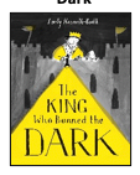 Dark
Emily Haworth-Booth
The
KING
Who Banned the
DARK